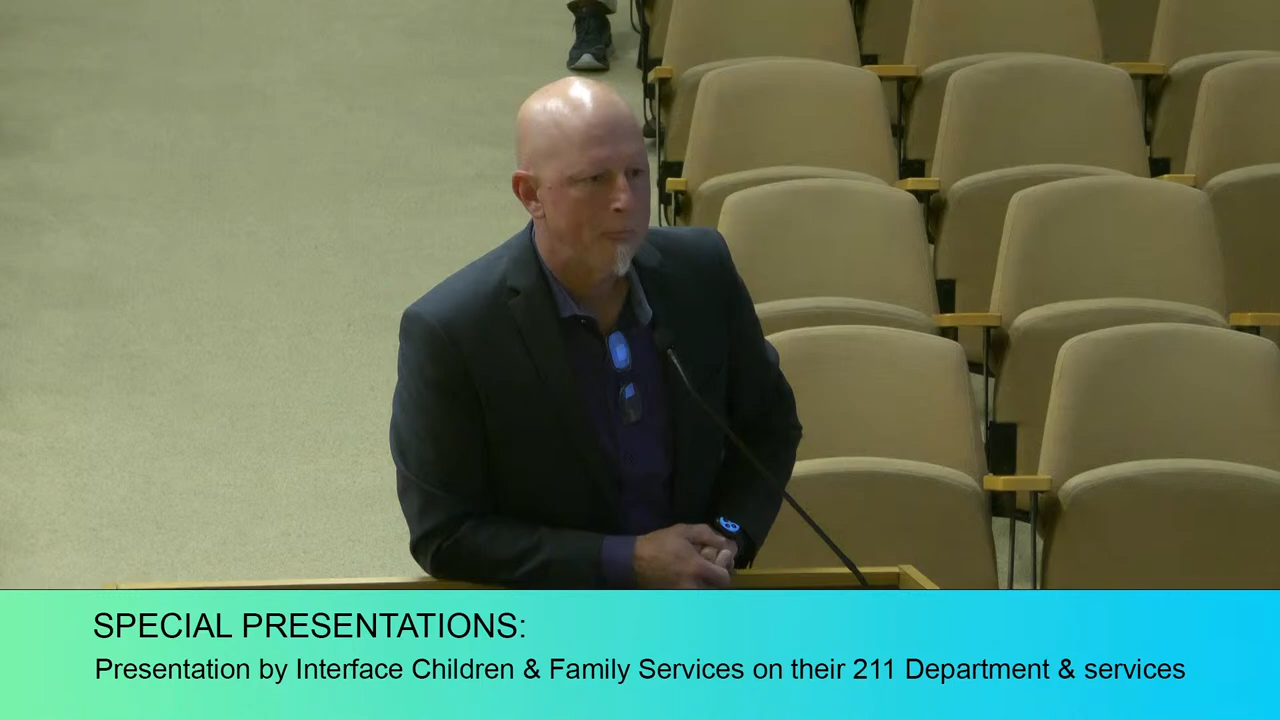 SPECIAL PRESENTATIONS:
Presentation by Interface Children & Family Services on their 211 Department & services